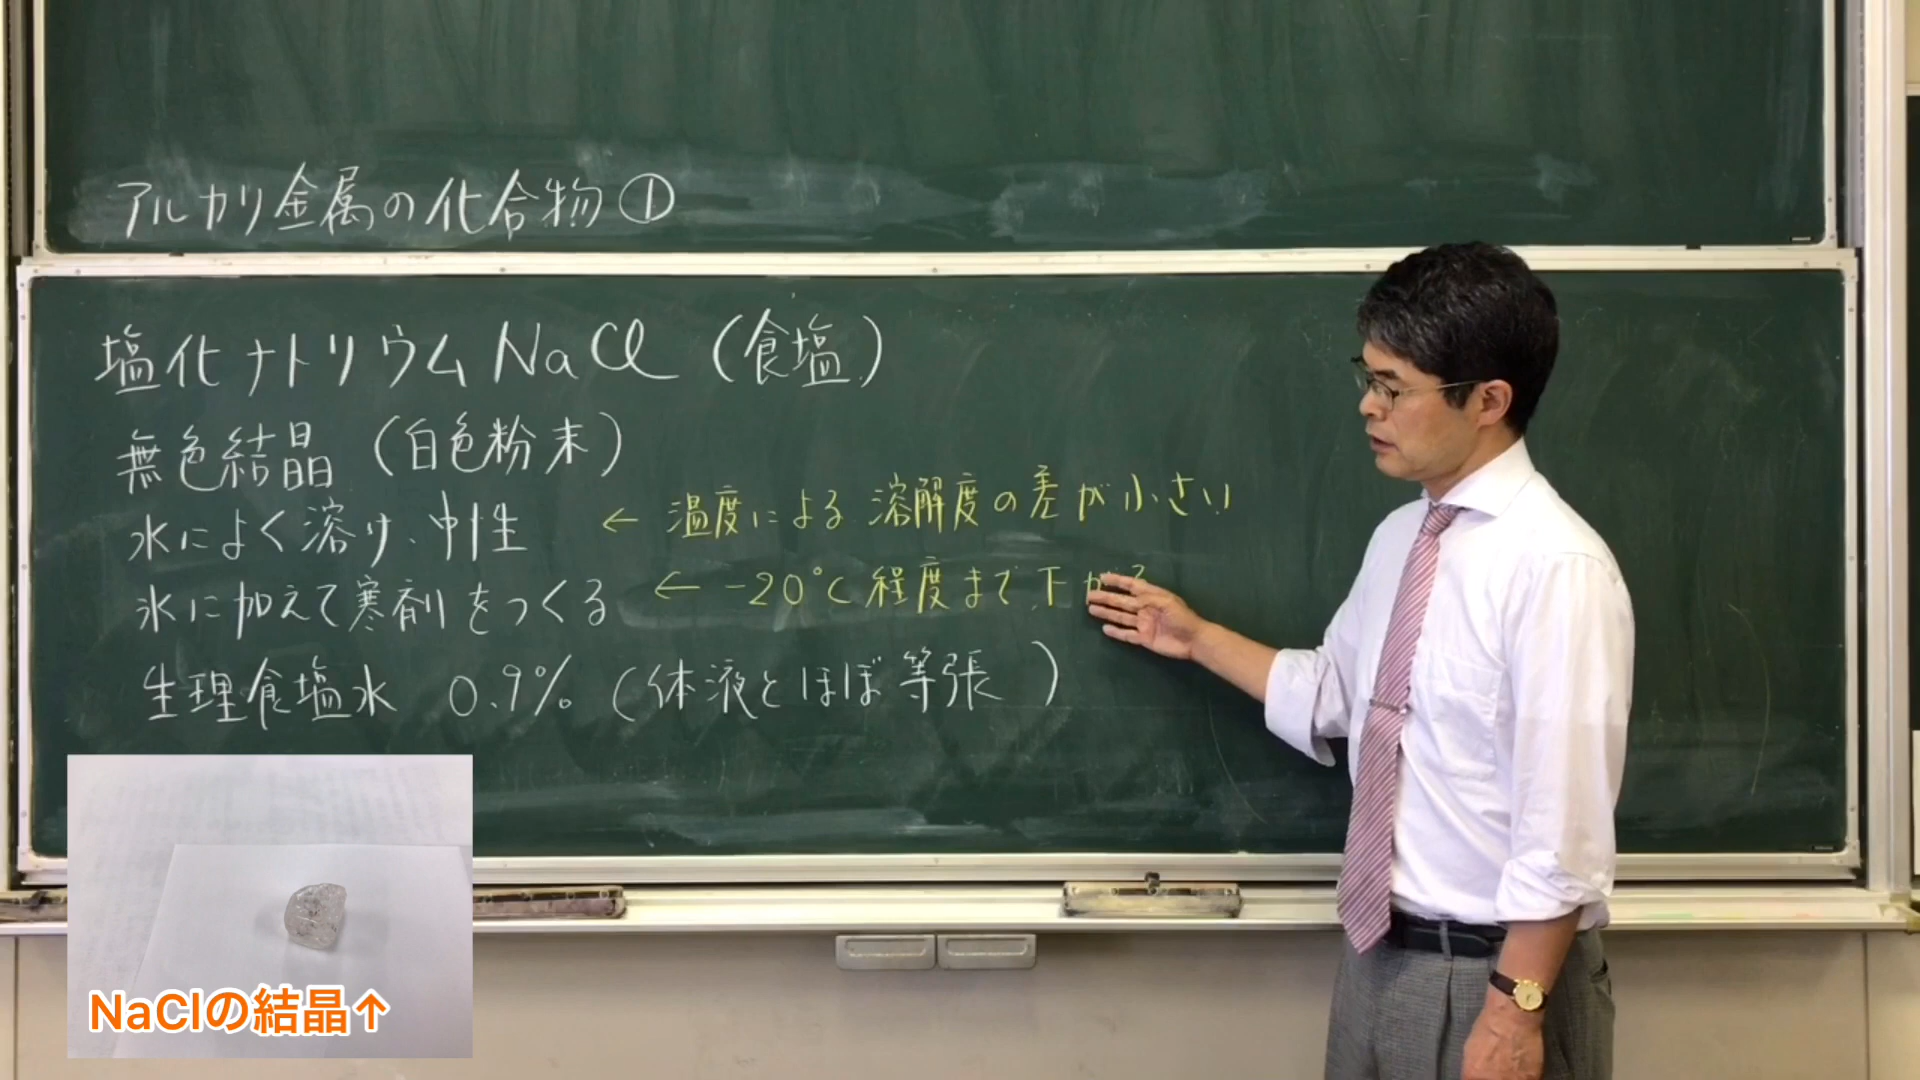 アルカリ金属の化合物①
塩化ナトリウム NaCl (食塩)
無色結晶 (白色粉末)
水によく溶け、中性 ← 温度による溶解度の差が小さい
氷に加えて寒剤をつくる ← -20℃程度まで下がる
生理食塩水 0.9% (体液とほぼ等張)
NaClの結晶↑